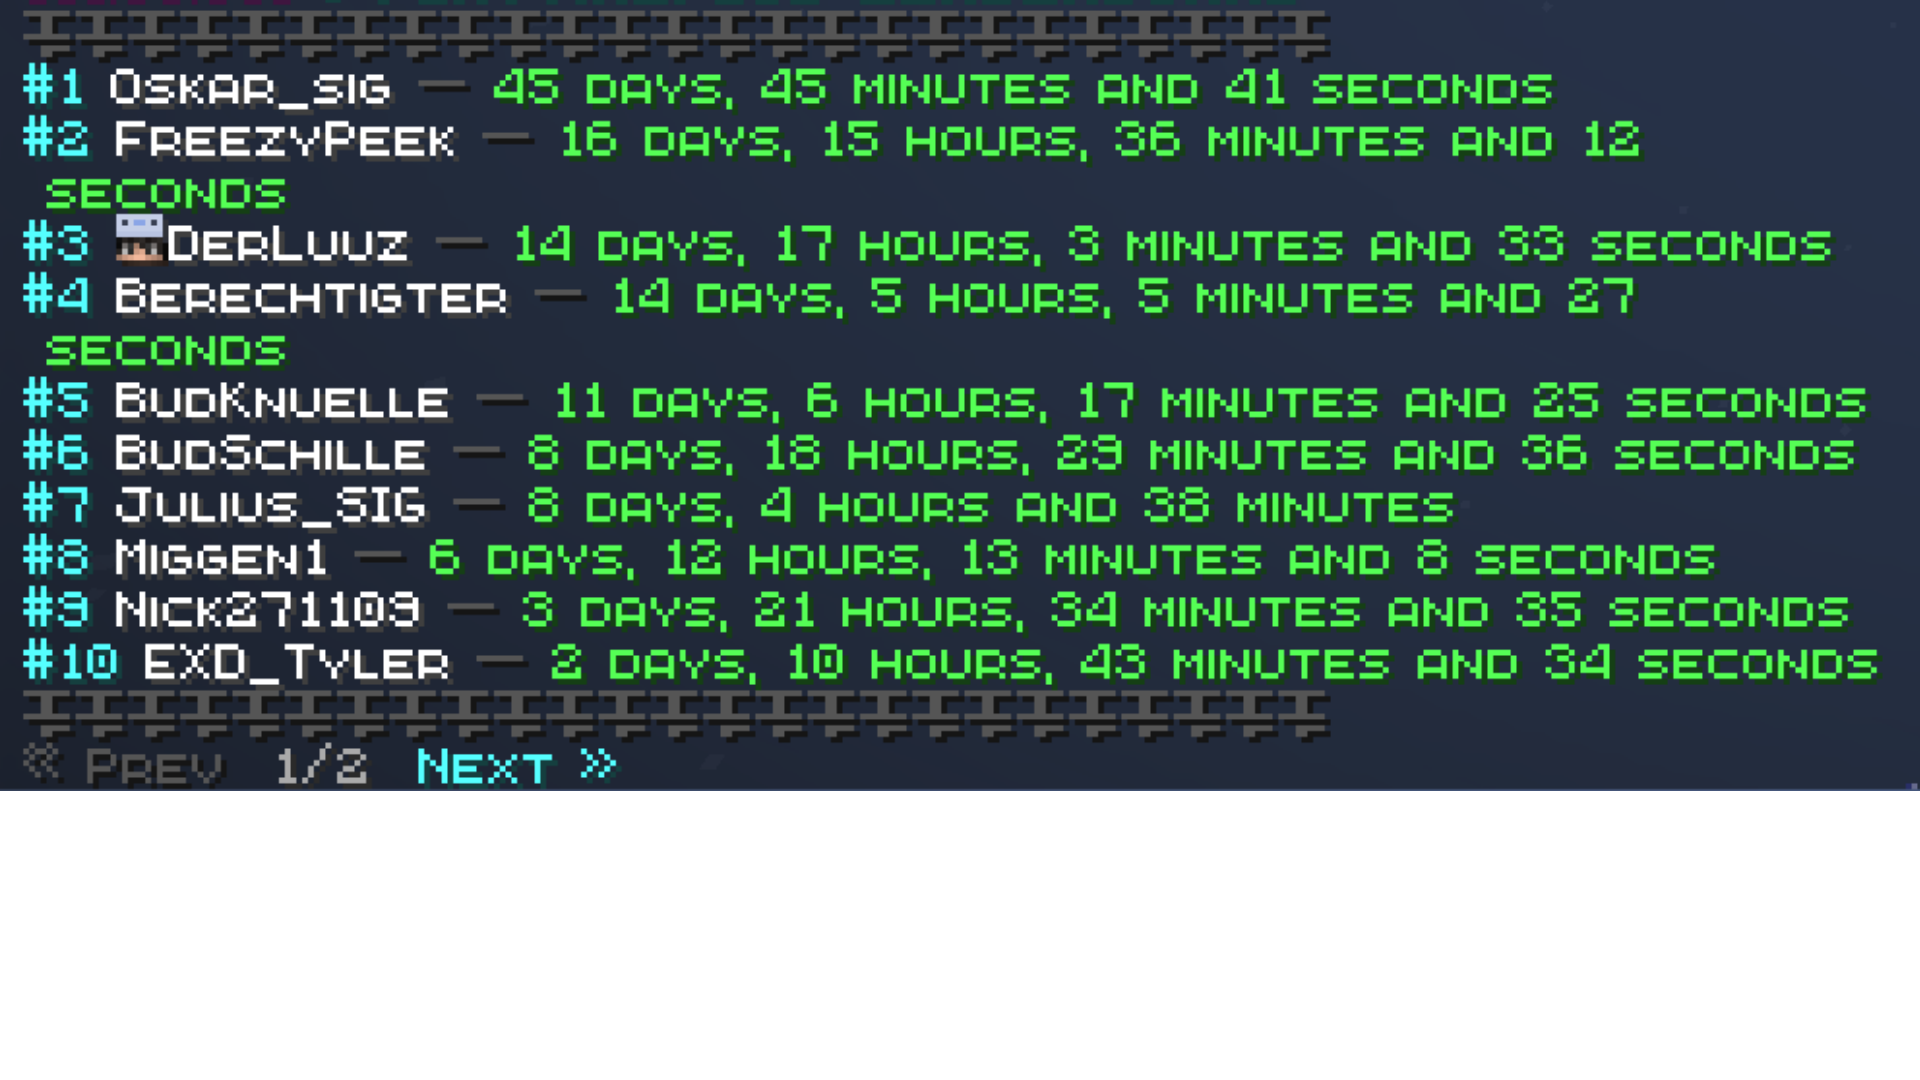 #1 Oskar_sig — 45 days, 45 minutes and 41 seconds
#2 FreezyPeek — 16 days, 15 hours, 36 minutes and 12
seconds
#3 DerLuuz — 14 days, 17 hours, 3 minutes and 33 seconds
#4 Berechtigter — 14 days, 5 hours, 5 minutes and 27
seconds
#5 BudKnuelle — 11 days, 6 hours, 17 minutes and 25 seconds
#6 BudSchille — 8 days, 18 hours, 29 minutes and 36 seconds
#7 Julius_SIG — 8 days, 4 hours and 38 minutes
#8 Miggen1 — 6 days, 12 hours, 13 minutes and 8 seconds
#9 Nick271109 — 3 days, 21 hours, 34 minutes and 35 seconds
#10 EXD_Tyler — 2 days, 10 hours, 43 minutes and 34 seconds
« Prev 1/2 Next »